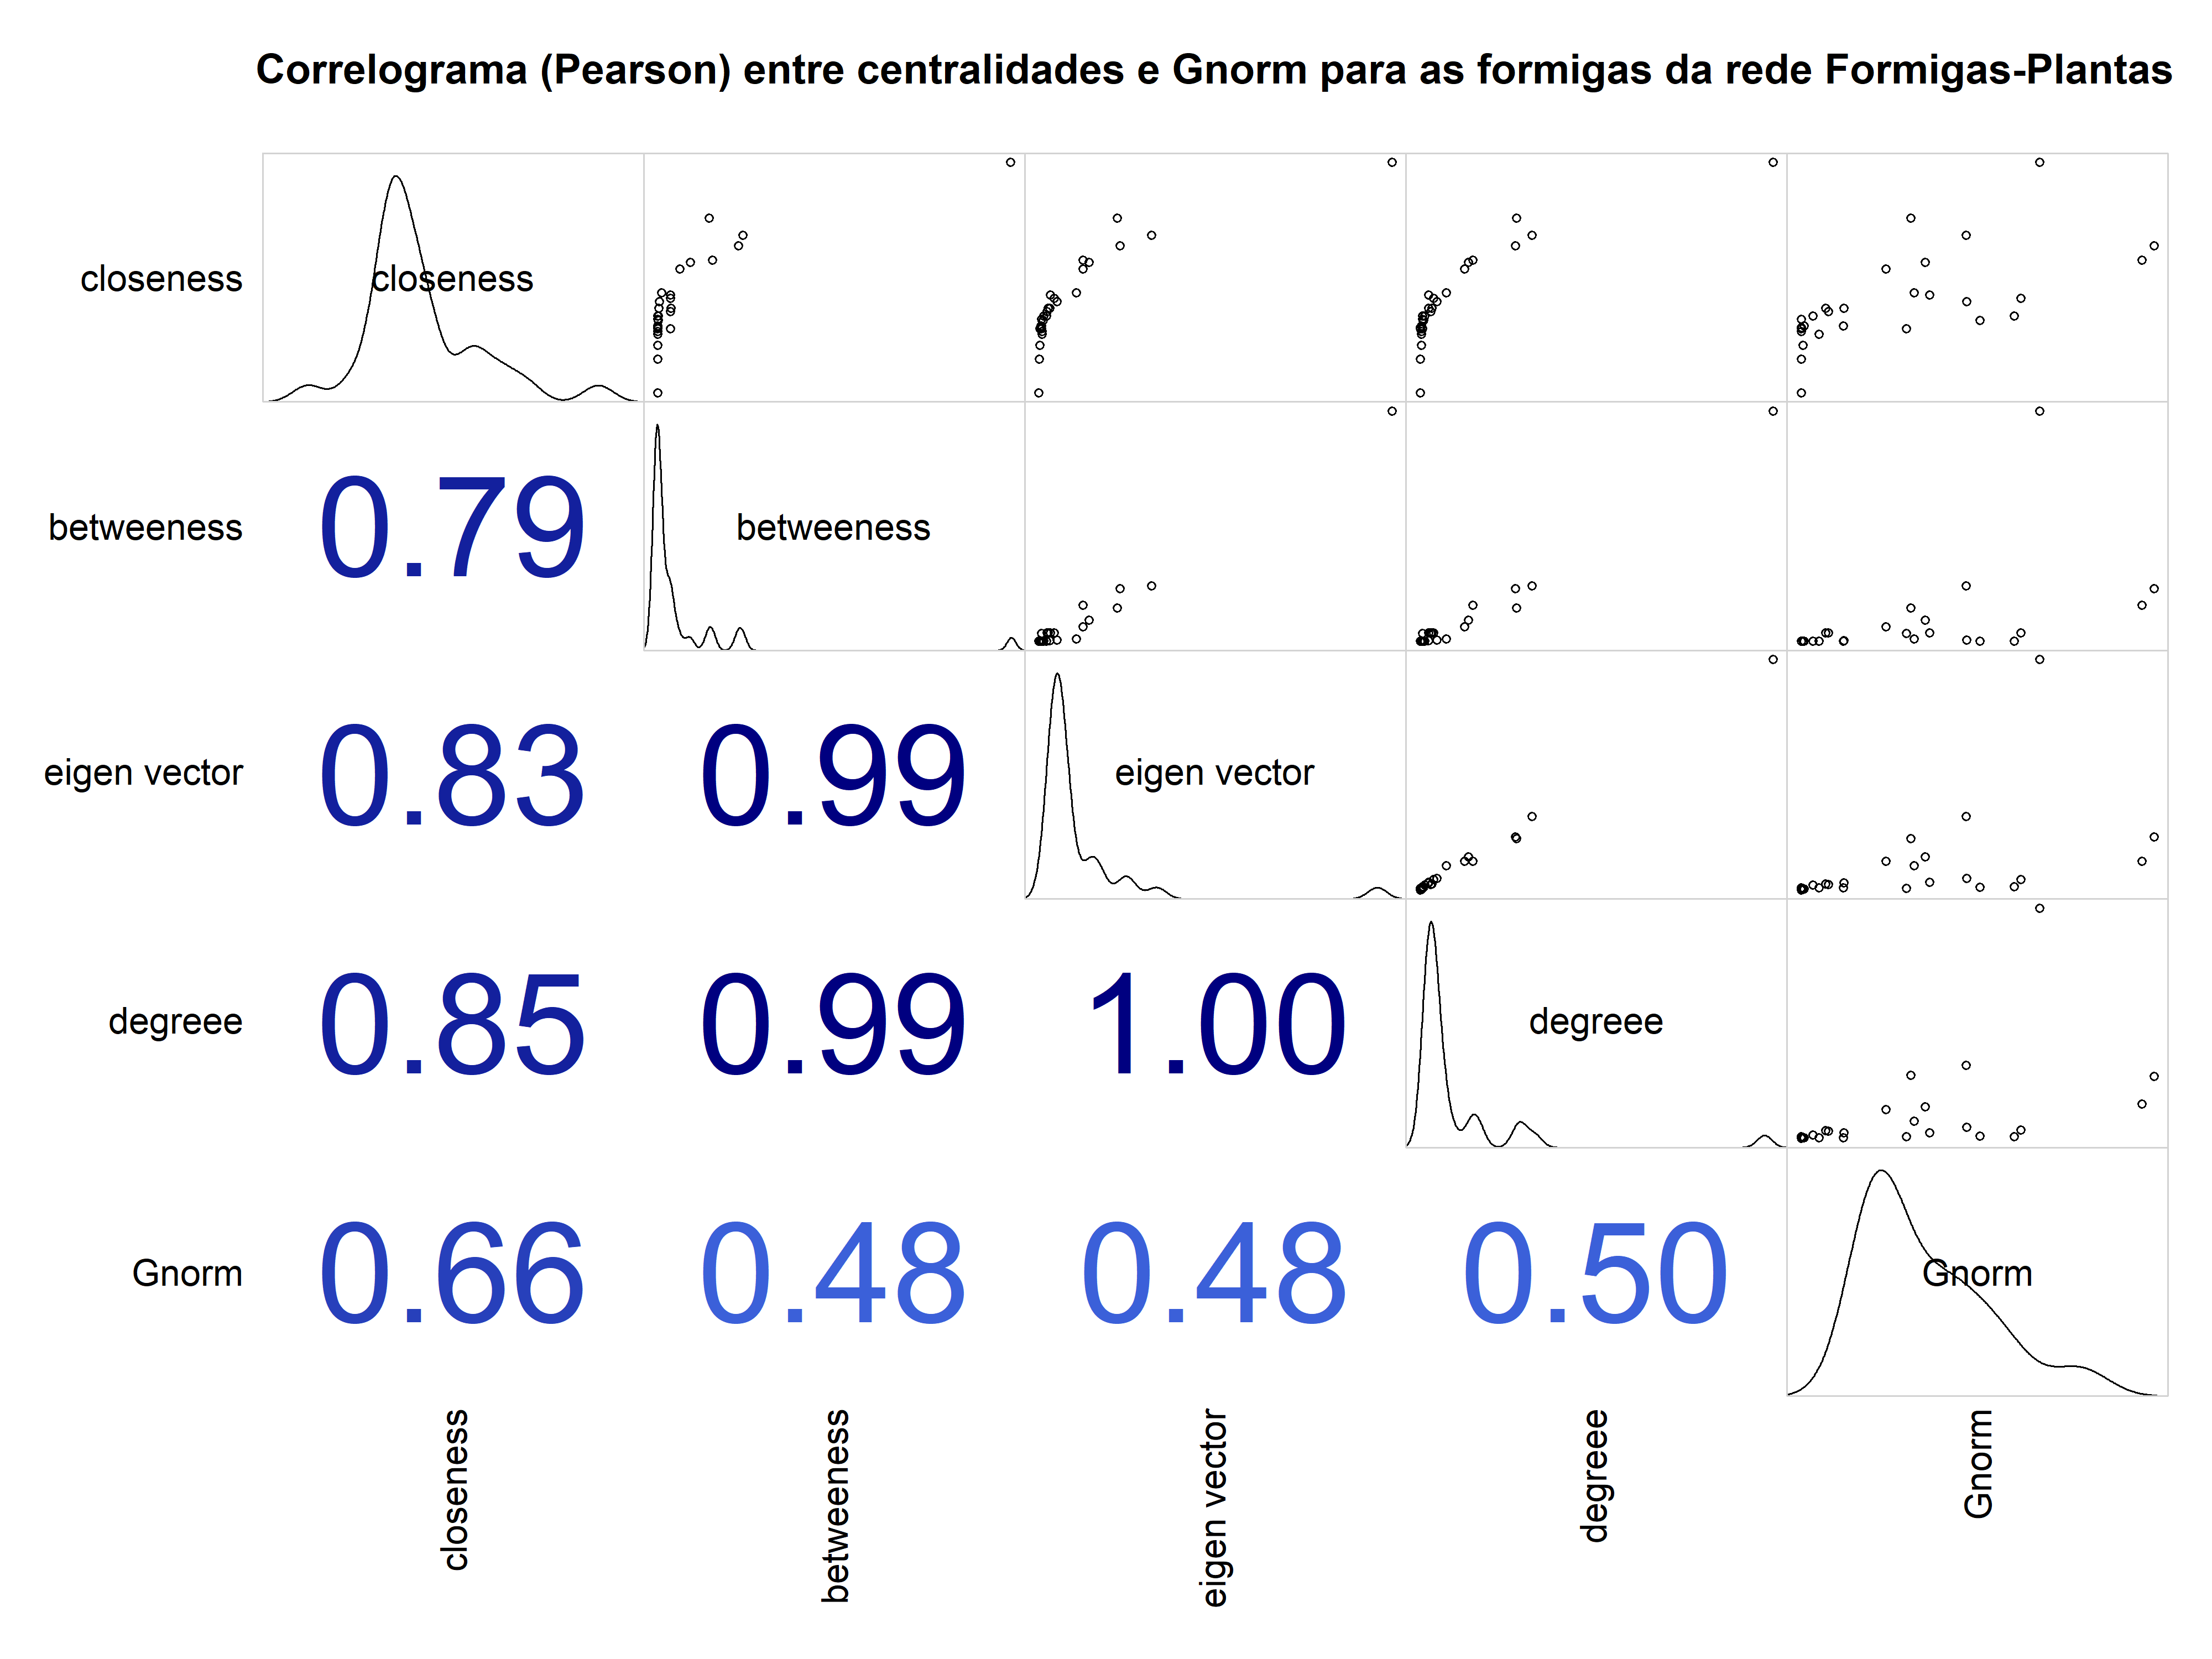 Correlograma (Pearson) entre centralidades e Gnorm para as formigas da rede Formigas-Plantas
closeness closeness
betweeness 0.79 betweeness
eigen vector 0.83 0.99 eigen vector
degreee 0.85 0.99 1.00 degreee
Gnorm 0.66 0.48 0.48 0.50 Gnorm
closeness betweeness eigen vector degreee Gnorm